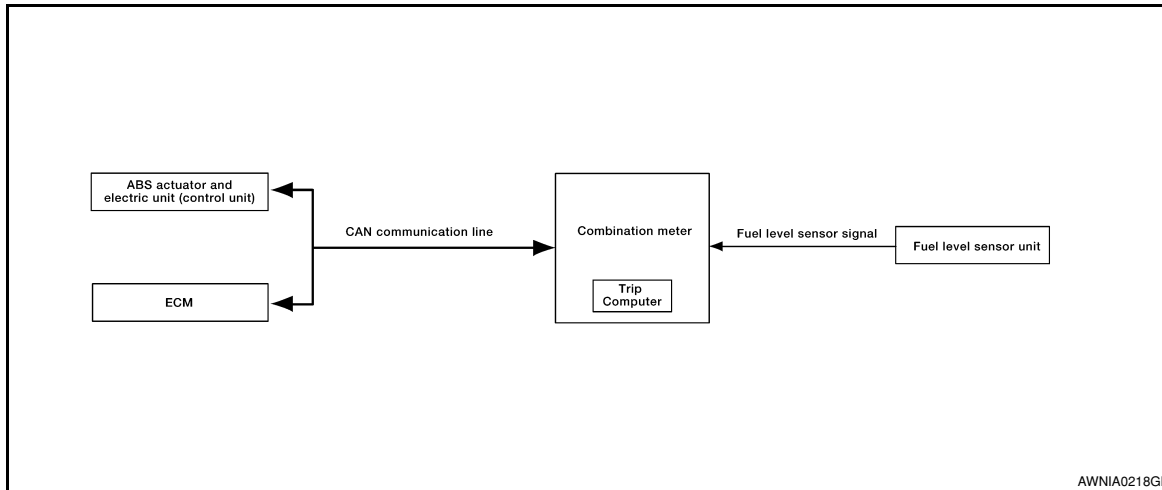 ABS actuator and
electric unit (control unit)
CAN communication line
ECM
Combination meter
Trip
Computer
Fuel level sensor signal
Fuel level sensor unit